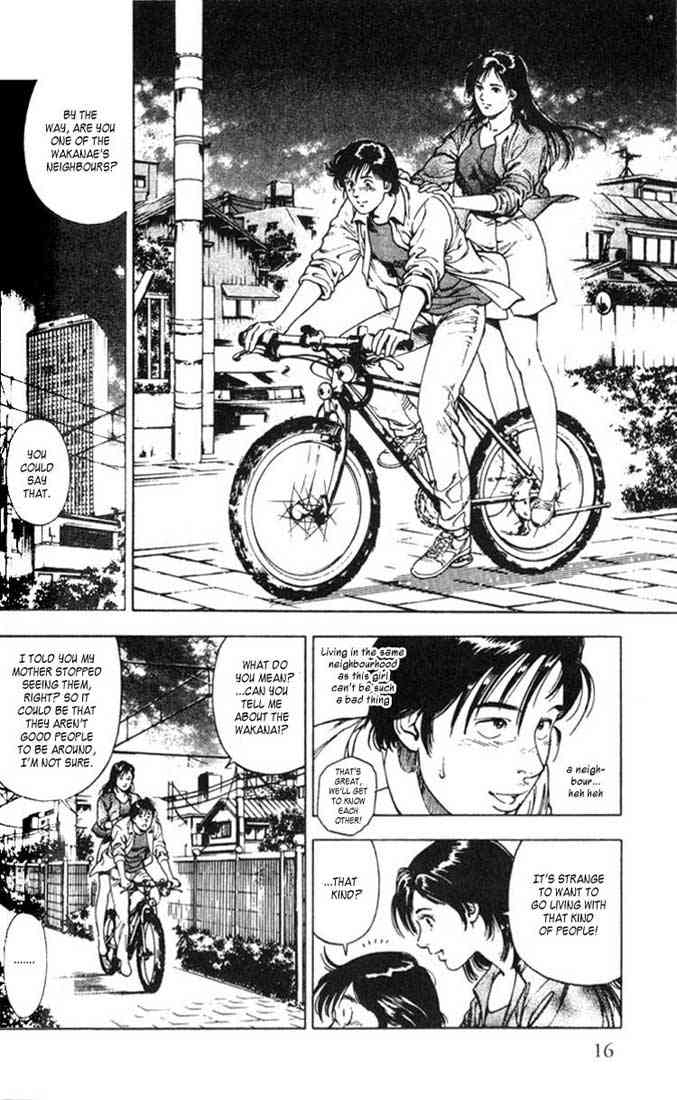 BY THE
WAY, ARE YOU
ONE OF THE
WAKANAE'S
NEIGHBOURS?
YOU
COULD
SAY
THAT.
Living in the same
neighbourhood
as this girl
can't be such
a bad thing
a neigh-
bour...
heh heh
THAT'S
GREAT,
WE'LL GET
TO KNOW
EACH
OTHER!
IT'S STRANGE
TO WANT TO
GO LIVING WITH
THAT KIND
OF PEOPLE!
...THAT
KIND?
WHAT DO
YOU MEAN?
...CAN YOU
TELL ME
ABOUT THE
WAKANAI?
I TOLD YOU MY
MOTHER STOPPED
SEEING THEM,
RIGHT? SO IT
COULD BE THAT
THEY AREN'T
GOOD PEOPLE
TO BE AROUND,
I'M NOT SURE.
........
16